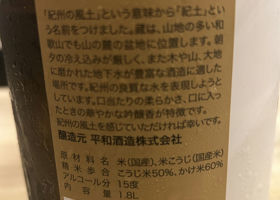 「紀州の風土」という意味から「紀土」とい
う名前をつけました。蔵は、山地の多い和
歌山でも山の麓の盆地に位置します。朝
夕の冷え込みが厳しく、また木や山、大地
に磨かれた地下水が豊富な酒造に適した
場所です。紀州の良質な水を表現しようと
しています。口当たりの柔らかさ、口に入っ
たときの華やかな吟醸香が特徴です。
紀州の風土を感じていただければ幸いです。
醸造元 平和酒造株式会社
原材料名 米(国産)、米こうじ(国産米)
精米歩合 こうじ米50%、かけ米60%
アルコール分 15度
内容量 1.8L